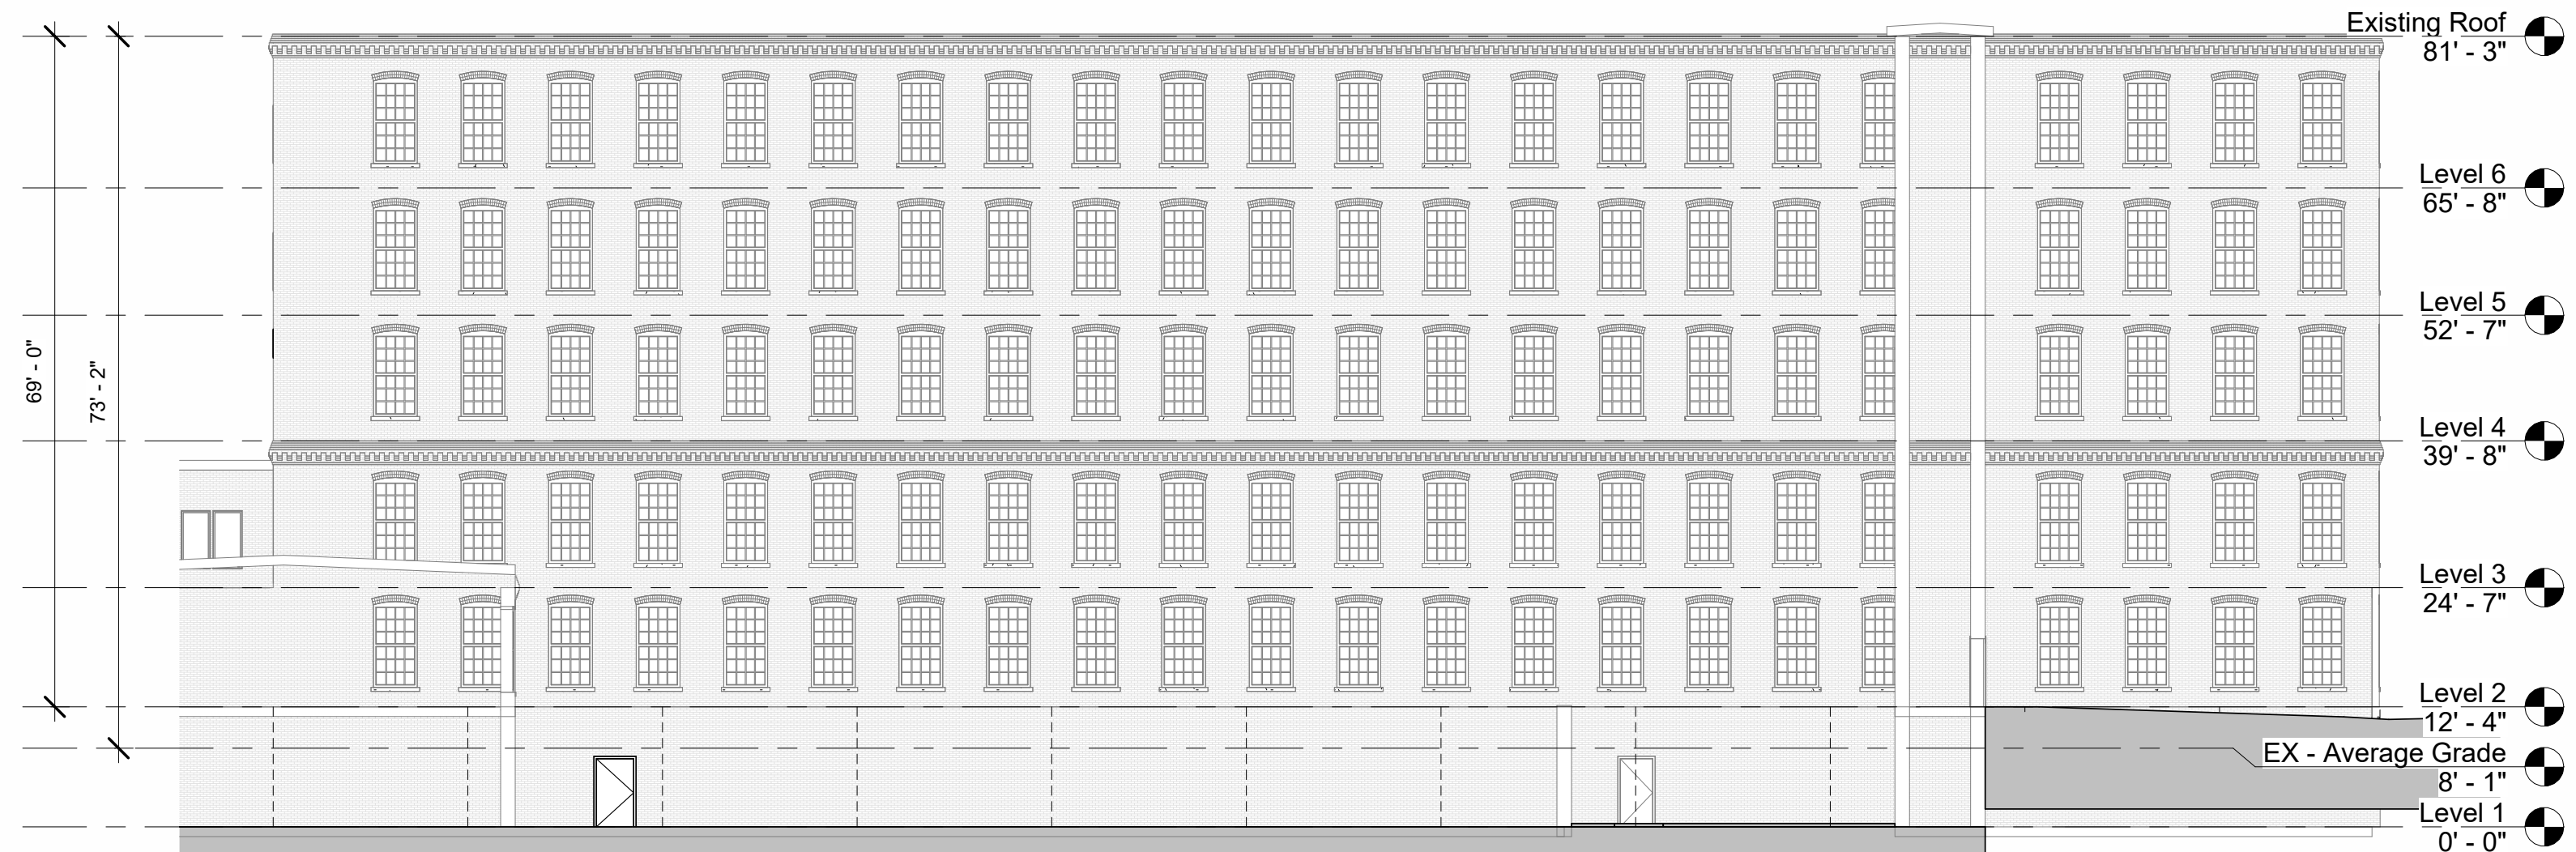 Existing Roof
81' - 3"
Level 6
65' - 8"
Level 5
52' - 7"
69' - 0"
73' - 2"
Level 4
39' - 8"
Level 3
24' - 7"
Level 2
12' - 4"
EX - Average Grade
8' - 1"
Level 1
0' - 0"